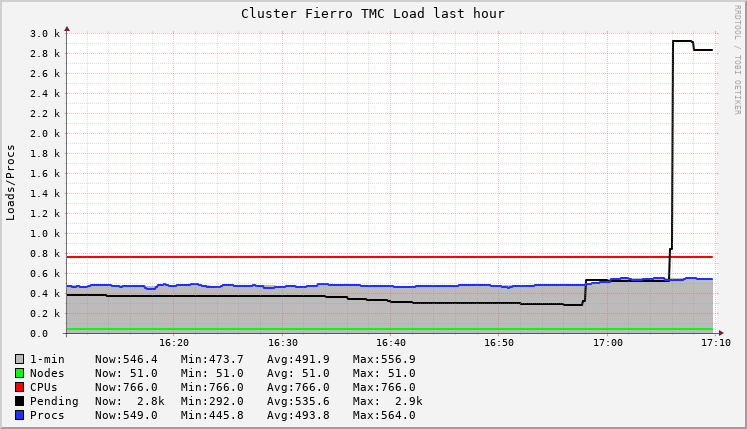 Cluster Fierro TMC Load last hour
RRDTOOL / TOBI OETIKER
Loads/Procs
3.0 k
2.8 k
2.6 k
2.4 k
2.2 k
2.0 k
1.8 k
1.6 k
1.4 k
1.2 k
1.0 k
0.8 k
0.6 k
0.4 k
0.2 k
0.0
16:20 16:30 16:40 16:50 17:00 17:10
1-min Now:546.4 Min:473.7 Avg:491.9 Max:556.9
Nodes Now: 51.0 Min: 51.0 Avg: 51.0 Max: 51.0
CPUs Now:766.0 Min:766.0 Avg:766.0 Max:766.0
Pending Now: 2.8k Min:292.0 Avg:535.6 Max: 2.9k
Procs Now:549.0 Min:445.8 Avg:493.8 Max:564.0